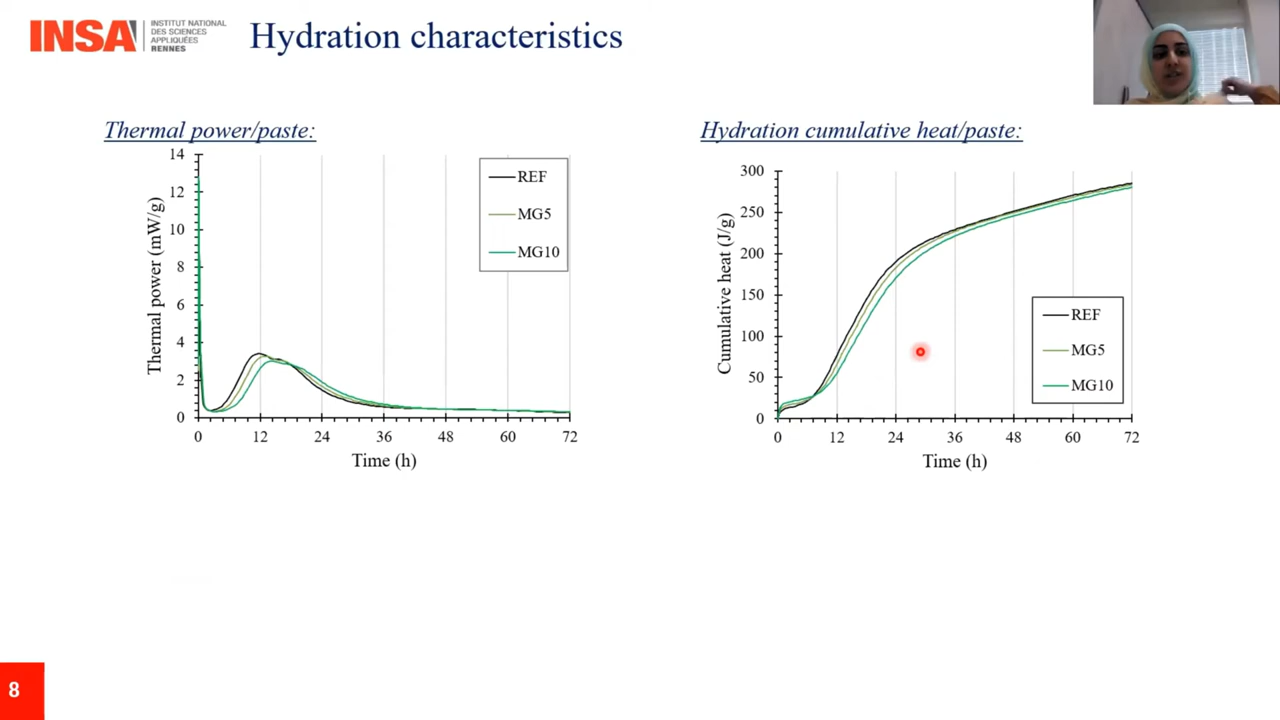 INSA
INSTITUT NATIONAL
DES SCIENCES
APPLIQUÉES
RENNES
Hydration characteristics
Thermal power/paste:
14
12
10
8
6
4
2
0
Thermal power (mW/g)
REF
MG5
MG10
0 12 24 36 48 60 72
Time (h)
Hydration cumulative heat/paste:
300
250
200
150
100
50
0
Cumulative heat (J/g)
REF
MG5
MG10
0 12 24 36 48 60 72
Time (h)
8